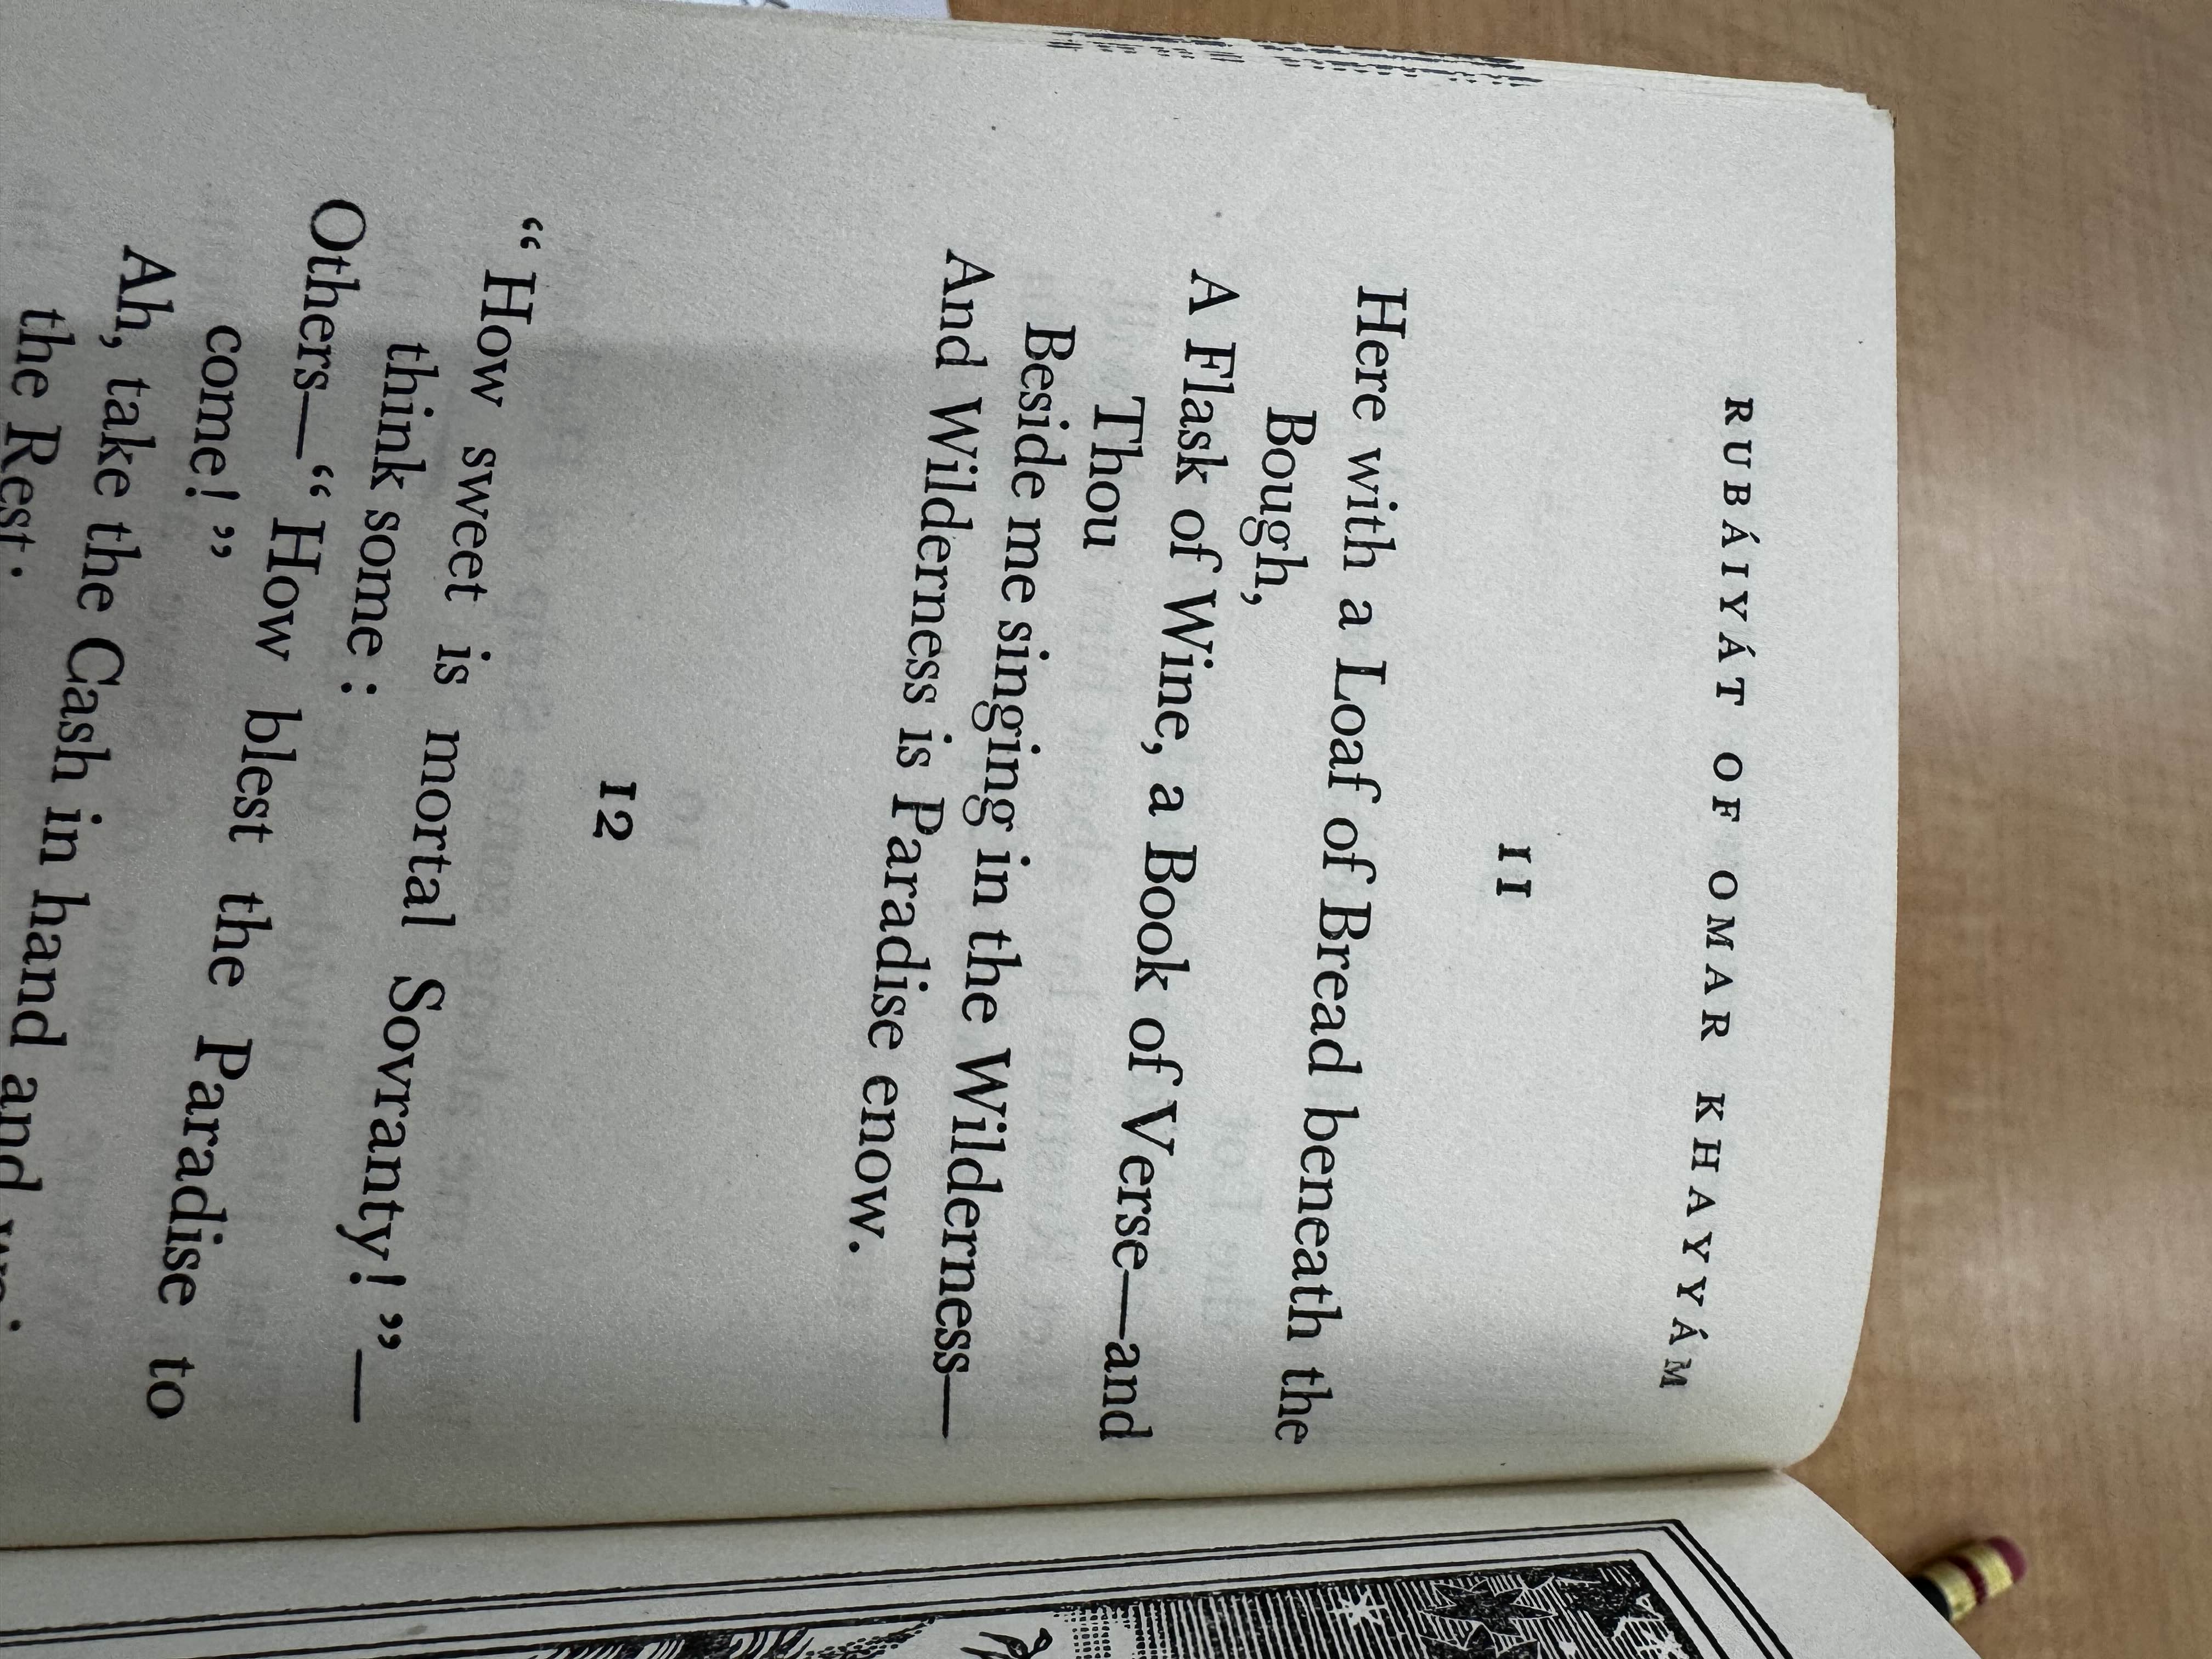 RUBÁIYÁT OF OMAR KHAYYÁM
11
Here with a Loaf of Bread beneath the
Bough,
A Flask of Wine, a Book of Verse—and
Thou
Beside me singing in the Wilderness—
And Wilderness is Paradise enow.
12
“How sweet is mortal Sovranty!”—
think some:
Others—“How blest the Paradise to
come!”
Ah, take the Cash in hand and
the Rest;